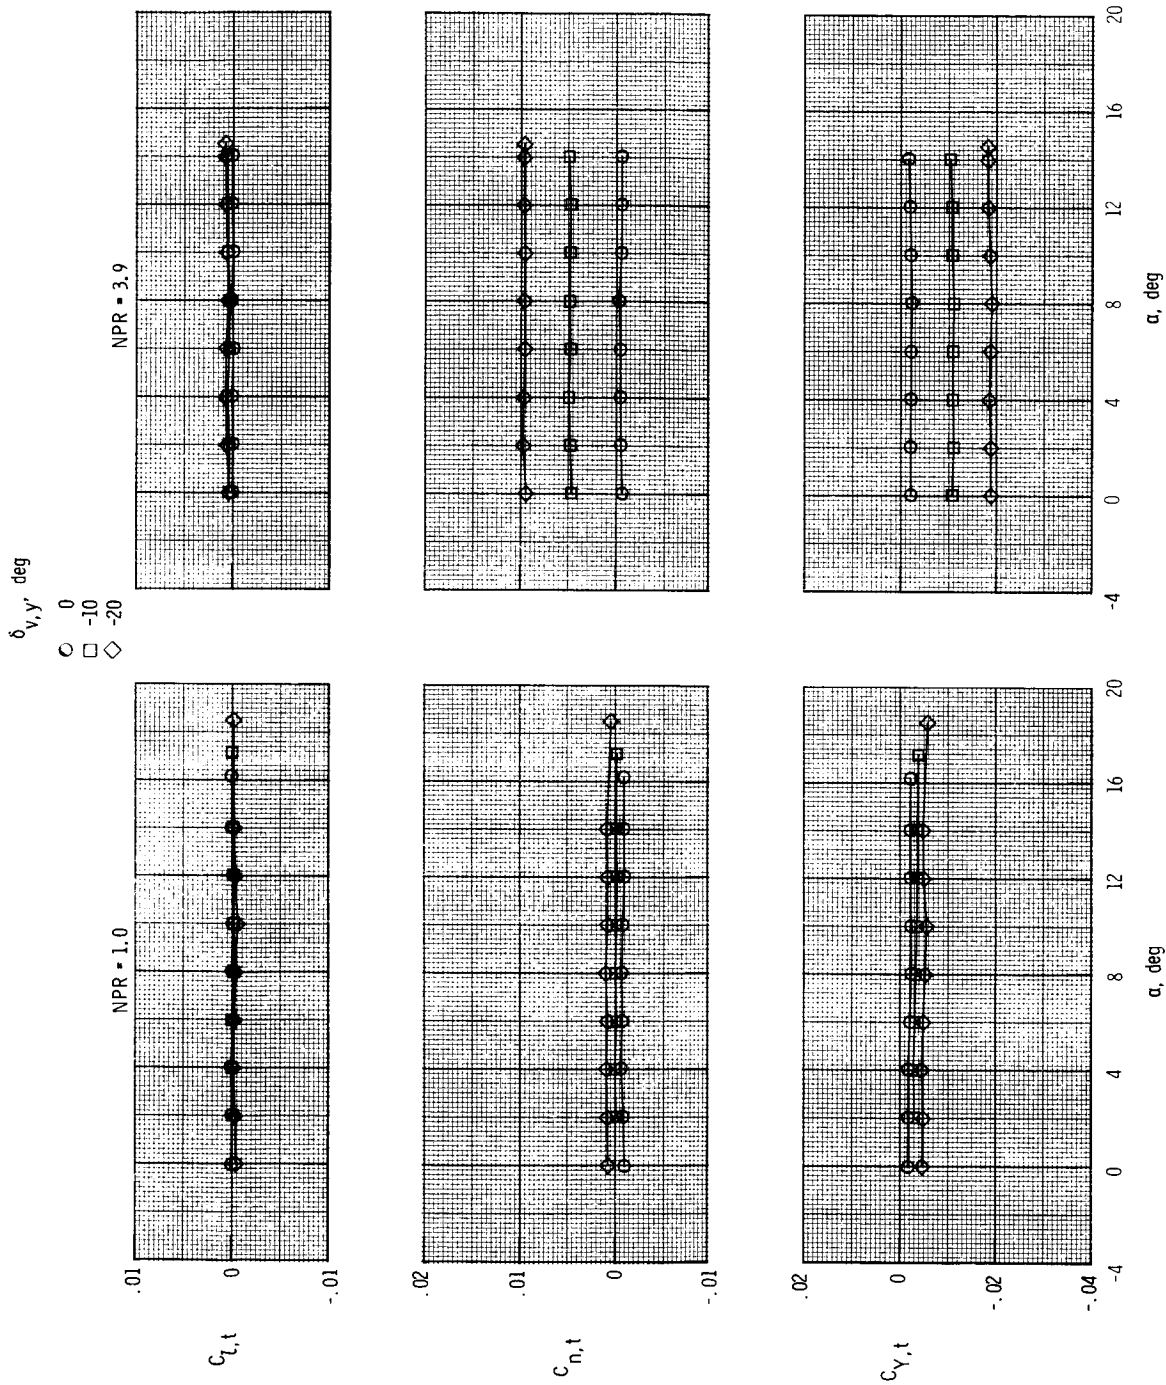 δv,y, deg
○ 0
□ -10
◇ -20
NPR = 1.0
NPR = 3.9
.01
0
-.01
Cl,t
.02
.01
0
-.01
Cn,t
.02
0
-.02
-.04
CY,t
-4 0 4 8 12 16 20
α, deg
-4 0 4 8 12 16 20
α, deg